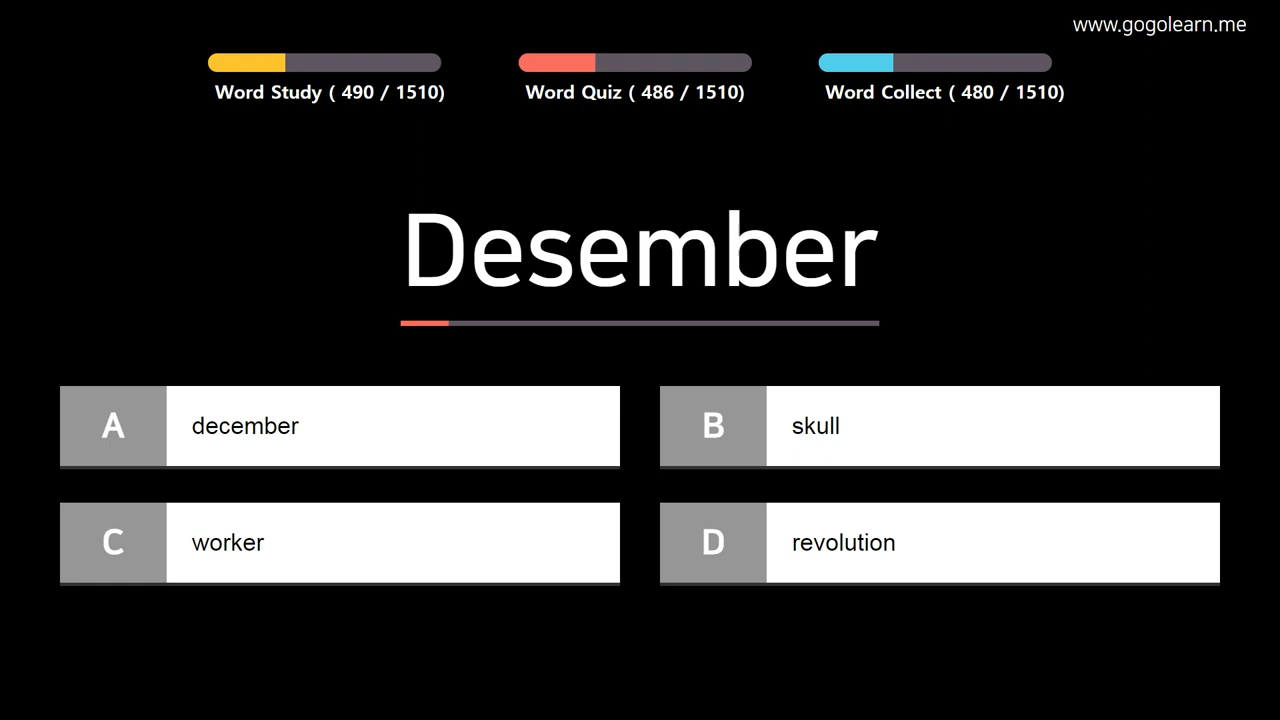 www.gogolearn.me
Word Study ( 490 / 1510)
Word Quiz ( 486 / 1510)
Word Collect ( 480 / 1510)
Desember
A december
B skull
C worker
D revolution